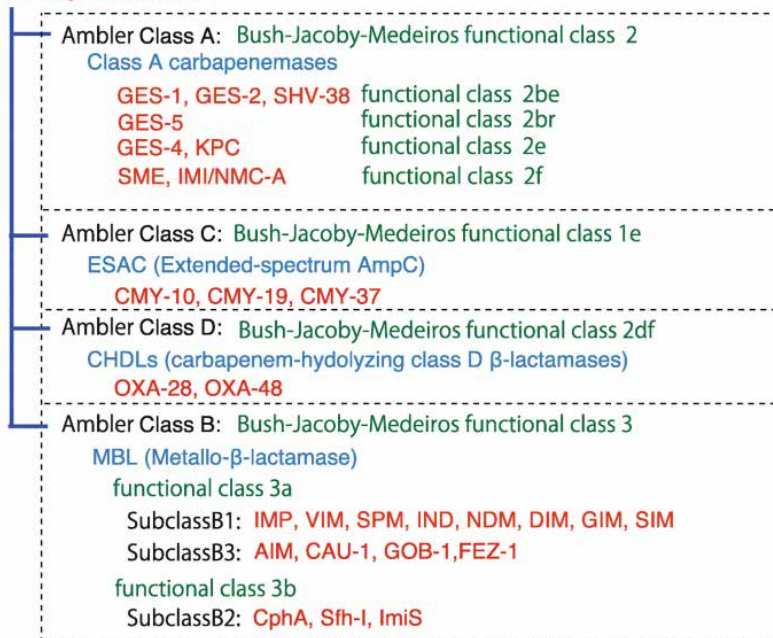 Ambler Class A: Bush-Jacoby-Medeiros functional class 2
Class A carbapenemases
GES-1, GES-2, SHV-38 functional class 2be
GES-5 functional class 2br
GES-4, KPC functional class 2e
SME, IMI/NMC-A functional class 2f
Ambler Class C: Bush-Jacoby-Medeiros functional class 1e
ESAC (Extended-spectrum AmpC)
CMY-10, CMY-19, CMY-37
Ambler Class D: Bush-Jacoby-Medeiros functional class 2df
CHDLs (carbapenem-hydolyzing class D β-lactamases)
OXA-28, OXA-48
Ambler Class B: Bush-Jacoby-Medeiros functional class 3
MBL (Metallo-β-lactamase)
functional class 3a
SubclassB1: IMP, VIM, SPM, IND, NDM, DIM, GIM, SIM
SubclassB3: AIM, CAU-1, GOB-1,FEZ-1
functional class 3b
SubclassB2: CphA, Sfh-I, ImiS